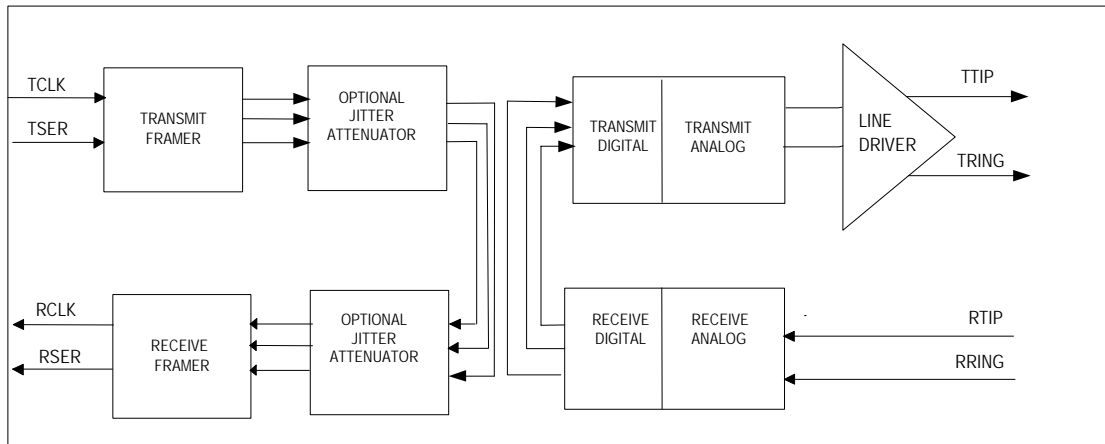 TCLK
TSER
TRANSMIT
FRAMER
OPTIONAL
JITTER
ATTENUATOR
TRANSMIT
DIGITAL
TRANSMIT
ANALOG
LINE
DRIVER
TTIP
TRING
RCLK
RSER
RECEIVE
FRAMER
OPTIONAL
JITTER
ATTENUATOR
RECEIVE
DIGITAL
RECEIVE
ANALOG
RTIP
RRING